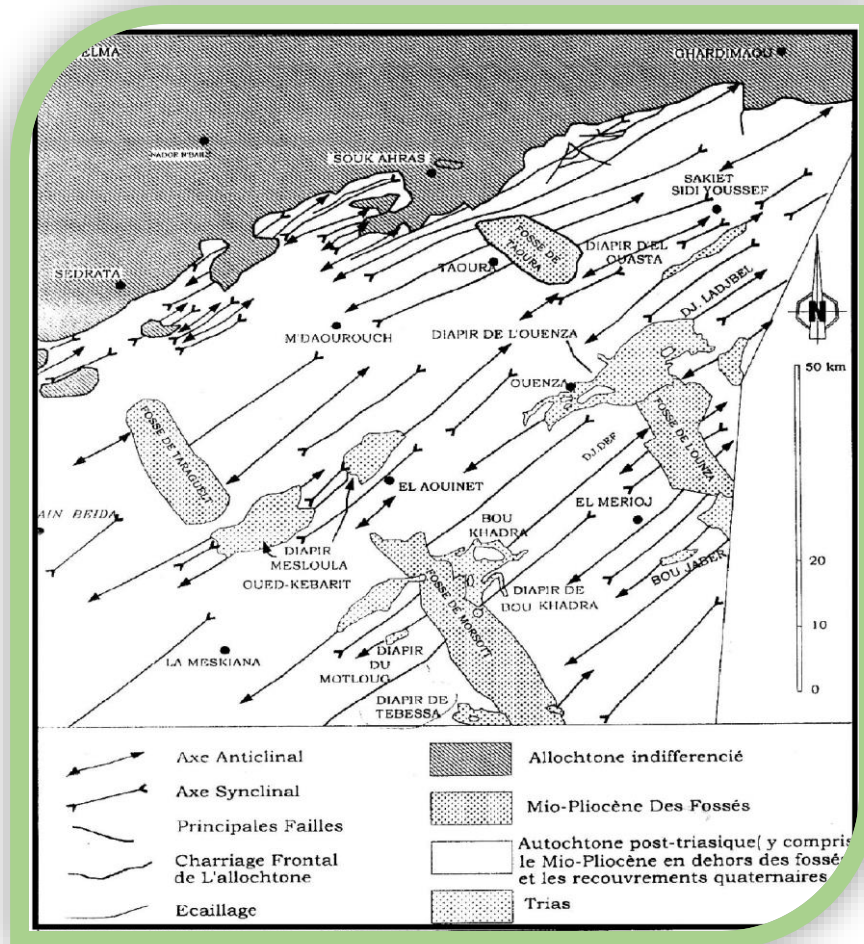 ELMA
GHARDIMAOU
SOUK AHRAS
SAKIET
SIDI YOUSSEF
SEDRATA
FOSSE DE
TAOURA
TAOURA
DIAPIR D'EL
OUASTA
DJ. LADJBEL
N
M'DAOUROUCH
DIAPIR DE L'OUENZA
50 km
OUENZA
FOSSE DE TARAGUELT
DJ.DEF
FOSSE DE L'OUNZA
EL AOUINET
AIN BEIDA
EL MERIOJ
DIAPIR
MESLOULA
OUED-KEBARIT
BOU
KHADRA
FOSSE DE MORSOTT
BOU JABER
20
DIAPIR DE
BOU KHADRA
10
LA MESKIANA
DIAPIR
DU
MOTLOUG
0
DIAPIR DE
TEBESSA
Axe Anticlinal
Axe Synclinal
Principales Failles
Charriage Frontal
de L'allochtone
Ecaillage
Allochtone indifferencié
Mio-Pliocène Des Fossés
Autochtone post-triasique( y compris
le Mio-Pliocène en dehors des fossés
et les recouvrements quaternaires
Trias